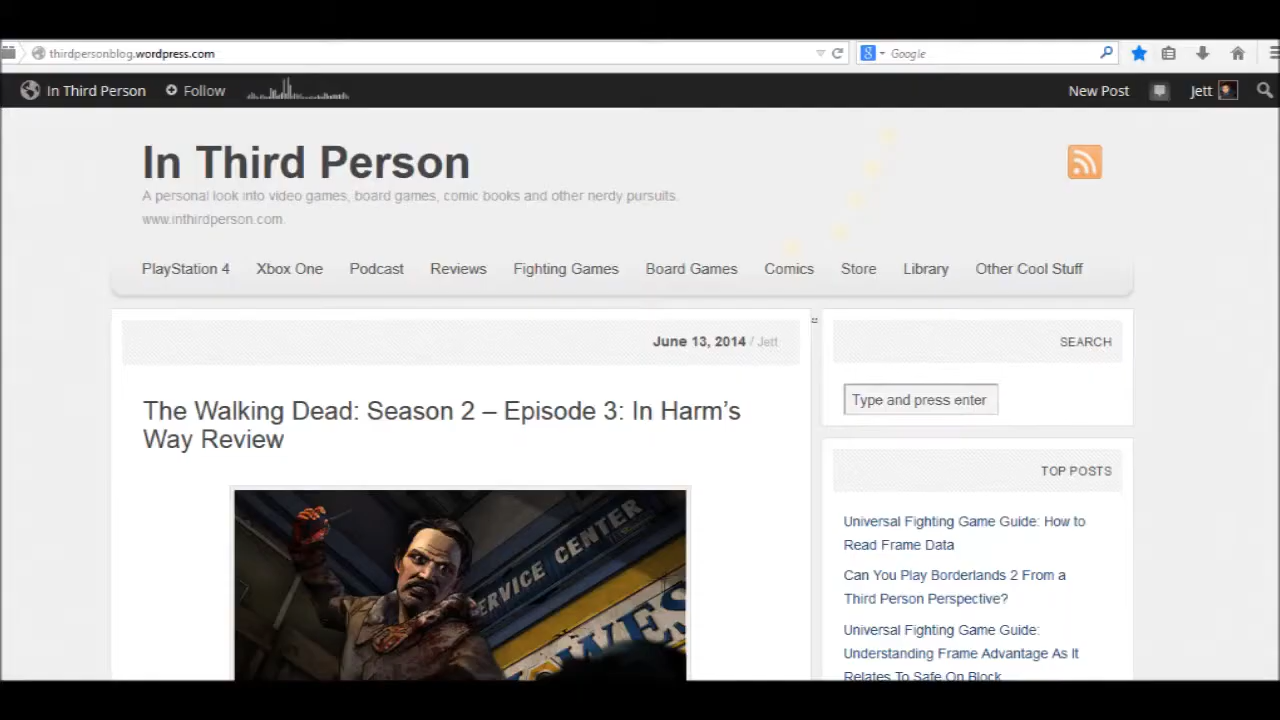 thirdpersonblog.wordpress.com
Google
In Third Person
Follow
New Post
Jett
In Third Person
A personal look into video games, board games, comic books and other nerdy pursuits.
www.inthirdperson.com.
PlayStation 4
Xbox One
Podcast
Reviews
Fighting Games
Board Games
Comics
Store
Library
Other Cool Stuff
June 13, 2014 / Jett
The Walking Dead: Season 2 – Episode 3: In Harm's
Way Review
SERVICE CENTER
SEARCH
Type and press enter
TOP POSTS
Universal Fighting Game Guide: How to
Read Frame Data
Can You Play Borderlands 2 From a
Third Person Perspective?
Universal Fighting Game Guide:
Understanding Frame Advantage As It
Relates To Safe On Block